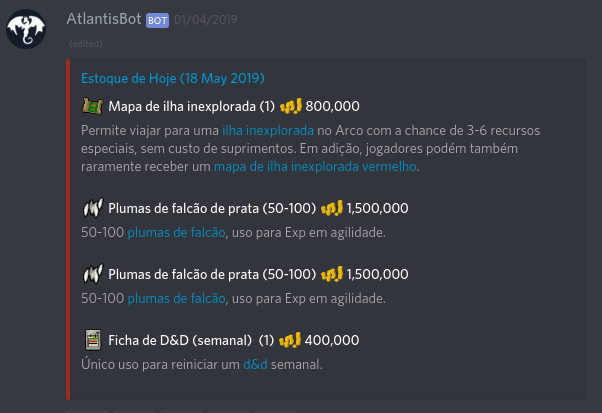 AtlantisBot BOT 01/04/2019
(edited)
Estoque de Hoje (18 May 2019)
Mapa de ilha inexplorada (1) 800,000
Permite viajar para uma ilha inexplorada no Arco com a chance de 3-6 recursos
especiais, sem custo de suprimentos. Em adição, jogadores podém também
raramente receber um mapa de ilha inexplorado vermelho.
Plumas de falcão de prata (50-100) 1,500,000
50-100 plumas de falcão, uso para Exp em agilidade.
Plumas de falcão de prata (50-100) 1,500,000
50-100 plumas de falcão, uso para Exp em agilidade.
Ficha de D&D (semanal) (1) 400,000
Único uso para reiniciar um d&d semanal.